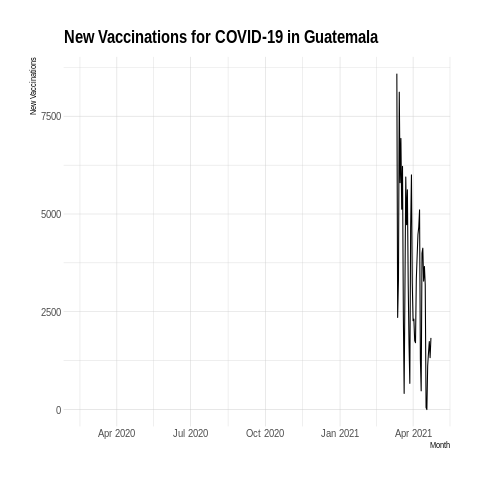 New Vaccinations for COVID-19 in Guatemala
New Vaccinations
7500
5000
2500
0
Apr 2020 Jul 2020 Oct 2020 Jan 2021 Apr 2021
Month